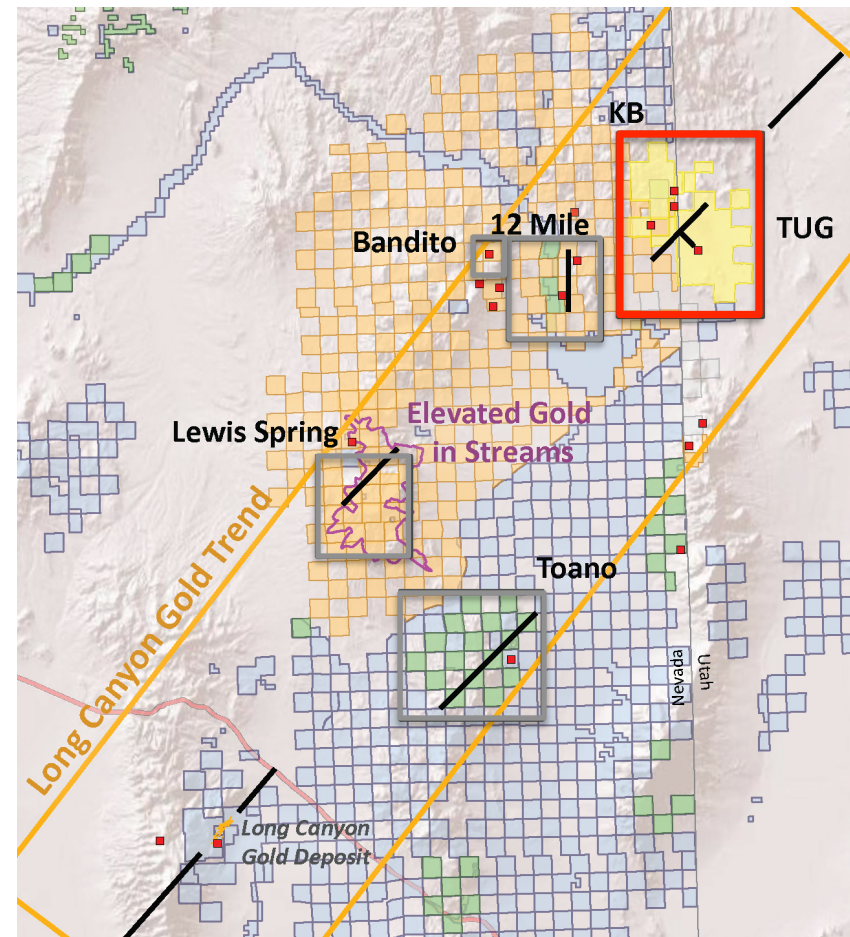 KB
12 Mile
TUG
Bandito
Elevated Gold
in Streams
Lewis Spring
Long Canyon Gold Trend
Toano
Nevada
Utah
Long Canyon
Gold Deposit